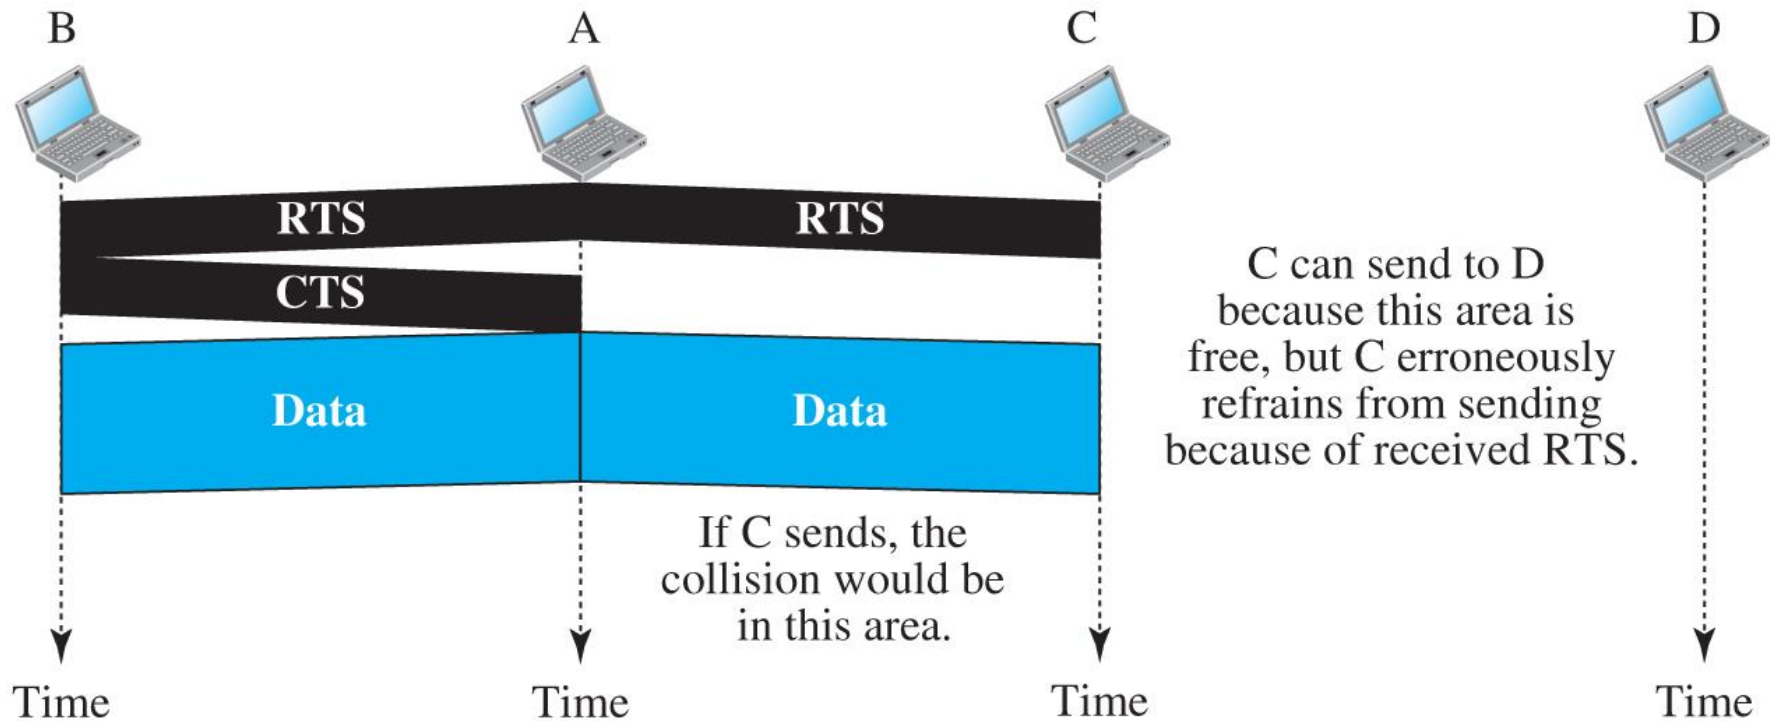 B
A
C
D
RTS
RTS
CTS
Data
Data
C can send to D
because this area is
free, but C erroneously
refrains from sending
because of received RTS.
If C sends, the
collision would be
in this area.
Time
Time
Time
Time